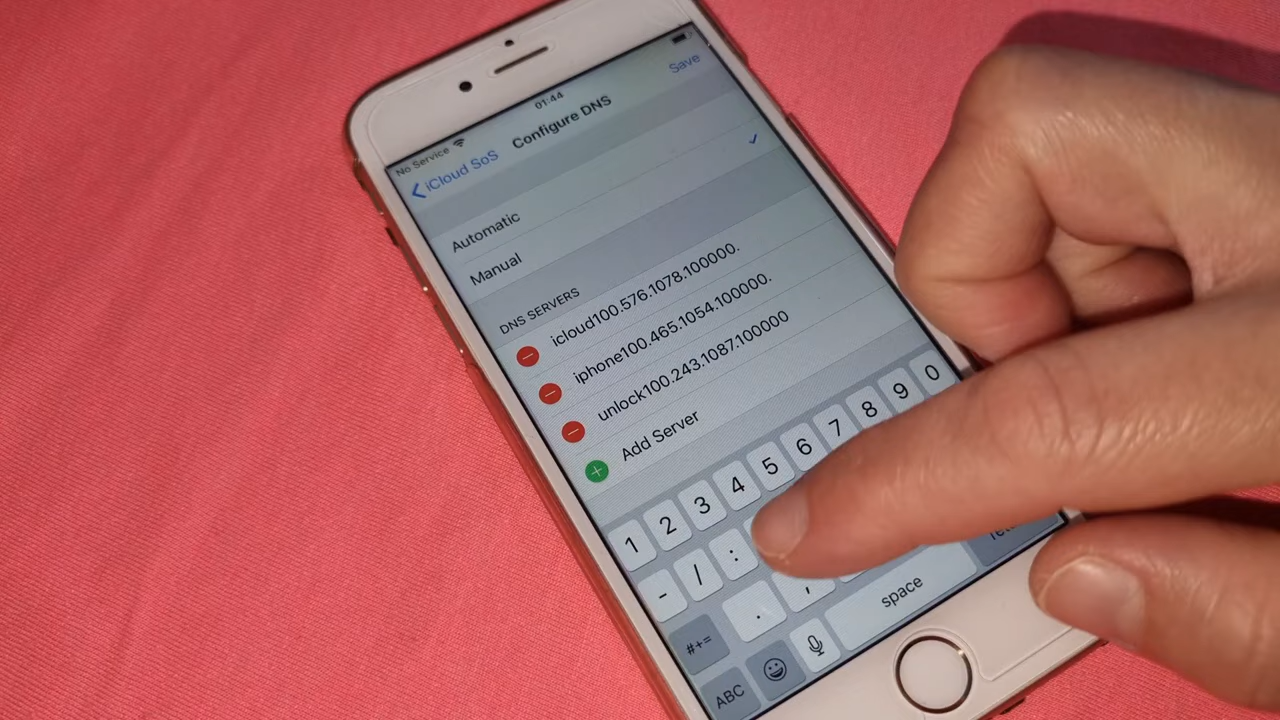 No Service
01:44
iCloud SoS
Configure DNS
Save
Automatic
Manual
DNS SERVERS
icloud100.576.1078.100000.
iphone100.465.1054.100000.
unlock100.243.1087.100000
Add Server
1 2 3 4 5 6 7 8 9 0
- / :
#+= . ,
ABC space